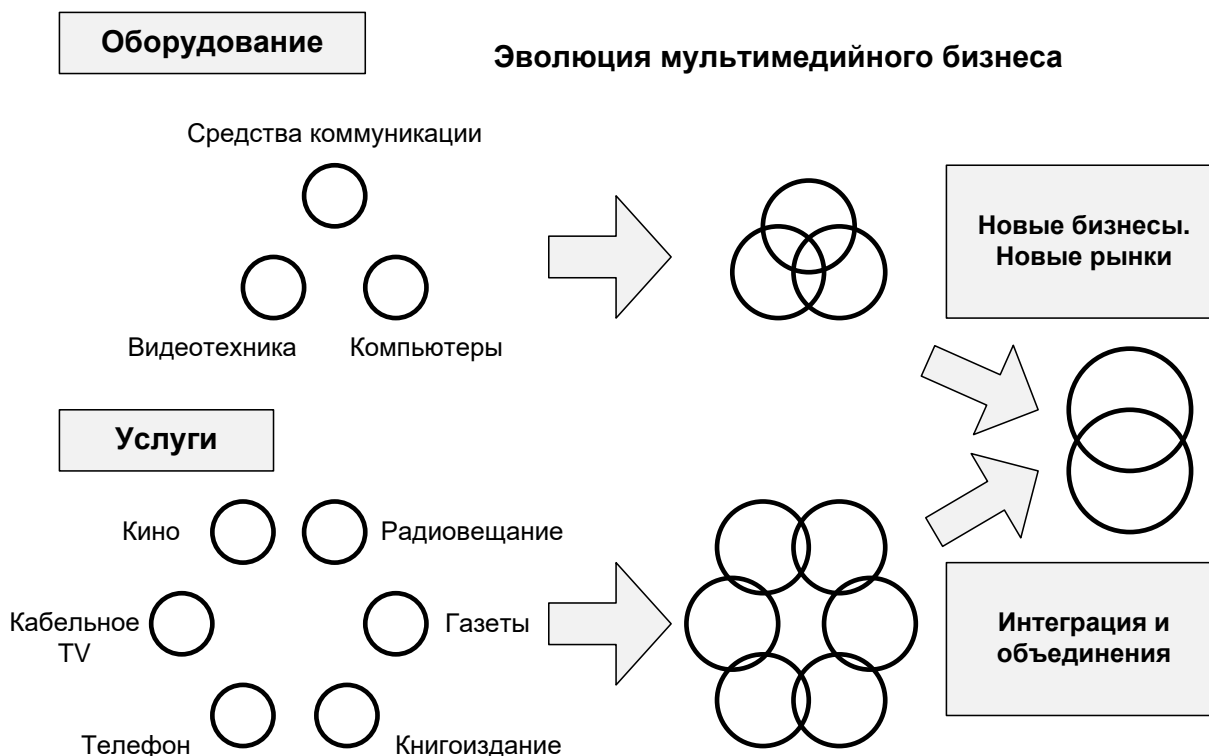 Оборудование
Эволюция мультимедийного бизнеса
Средства коммуникации
Видеотехника
Компьютеры
Новые бизнесы.
Новые рынки
Услуги
Кино
Радиовещание
Кабельное
TV
Газеты
Телефон
Книгоиздание
Интеграция и
объединения